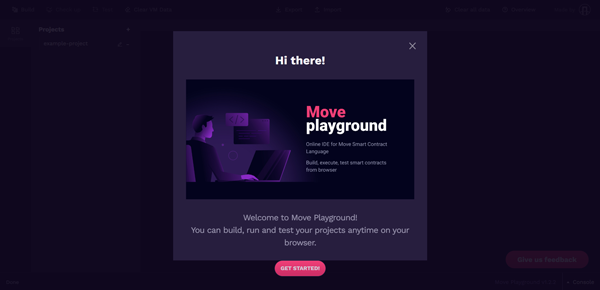 Projects
Hi there!
Move
playground
Online IDE for Move Smart Contract
Language
Build, execute, test smart contracts
from browser
Welcome to Move Playground!
You can build, run and test your projects anytime on your
browser.
GET STARTED!
Give us feedback